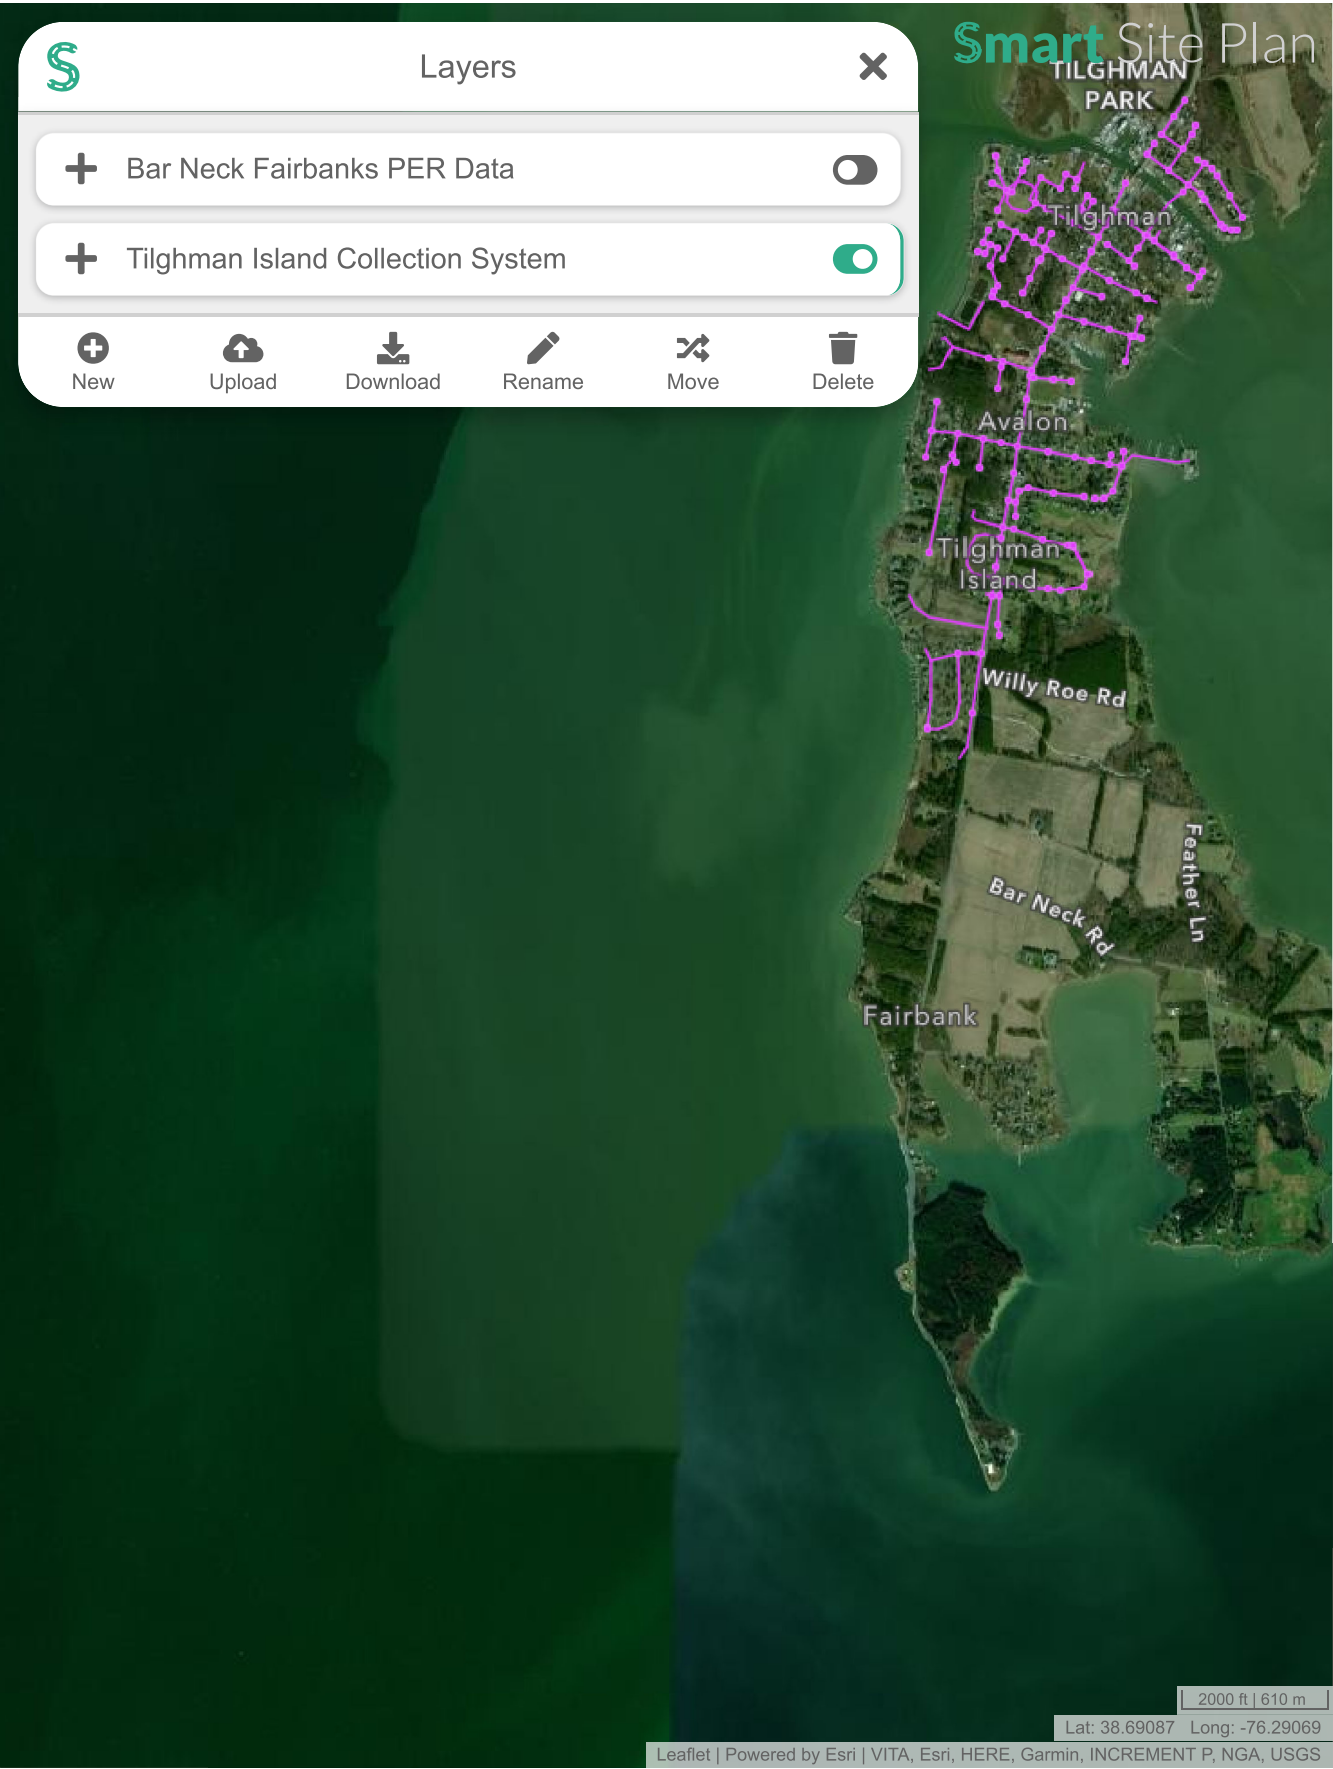 Layers
Smart Site Plan
TILGHMAN
PARK
Bar Neck Fairbanks PER Data
Tilghman Island Collection System
New
Upload
Download
Rename
Move
Delete
Tilghman
Avalon
Tilghman
Island
Willy Roe Rd
Feather Ln
Bar Neck Rd
Fairbank
2000 ft | 610 m
Lat: 38.69087 Long: -76.29069
Leaflet | Powered by Esri | VITA, Esri, HERE, Garmin, INCREMENT P, NGA, USGS